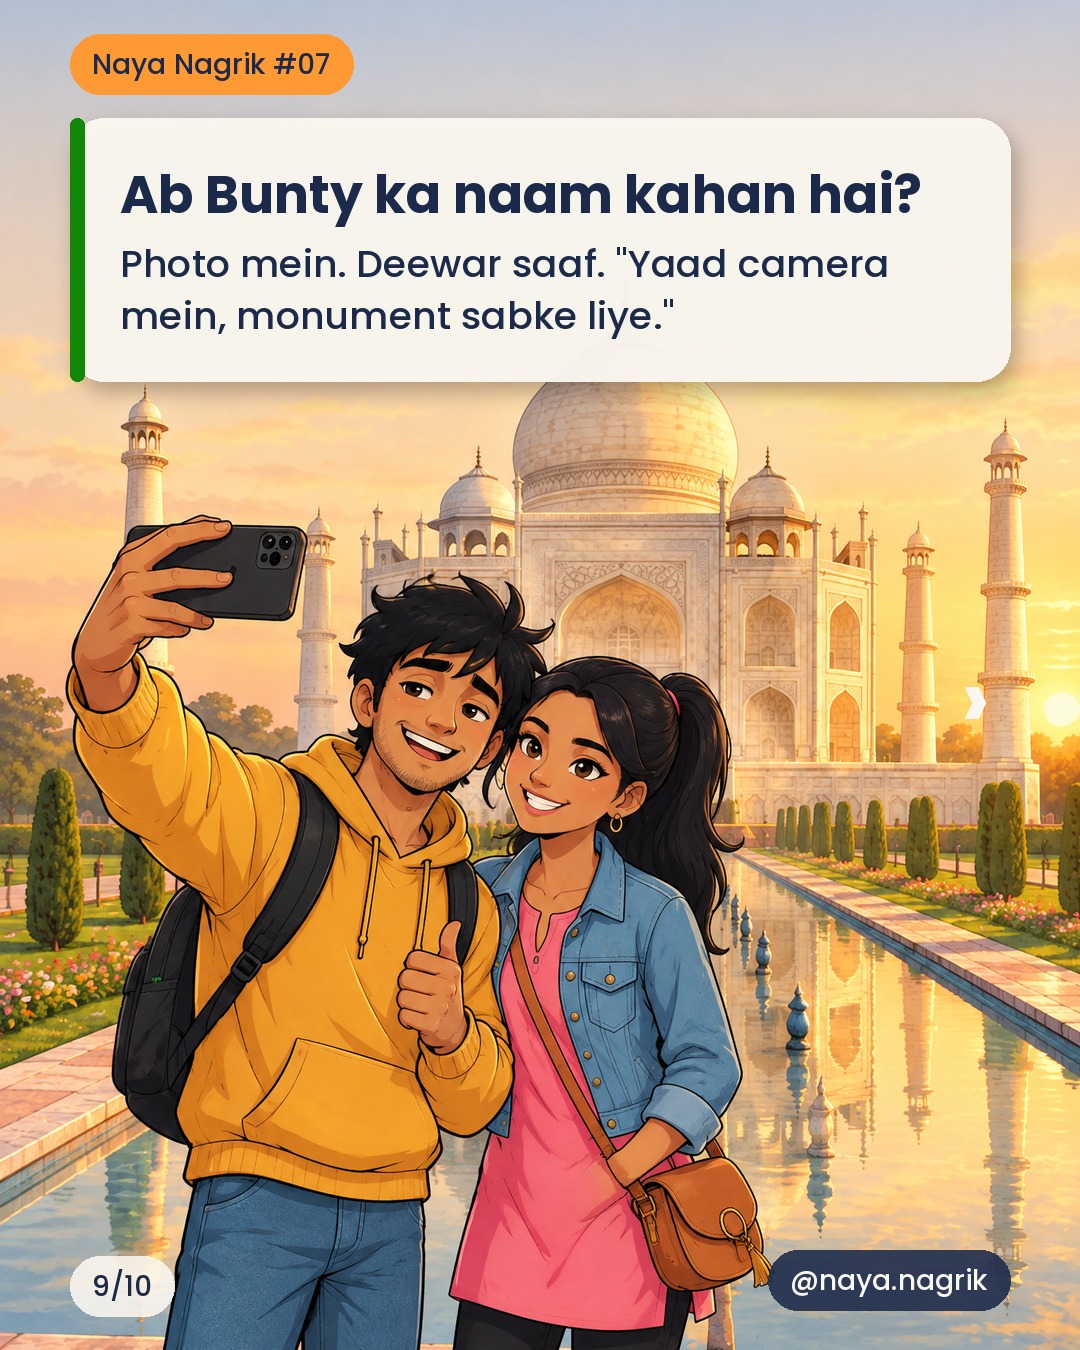 Naya Nagrik #07
Ab Bunty ka naam kahan hai?
Photo mein. Deewar saaf. "Yaad camera
mein, monument sabke liye."
9/10
@naya.nagrik